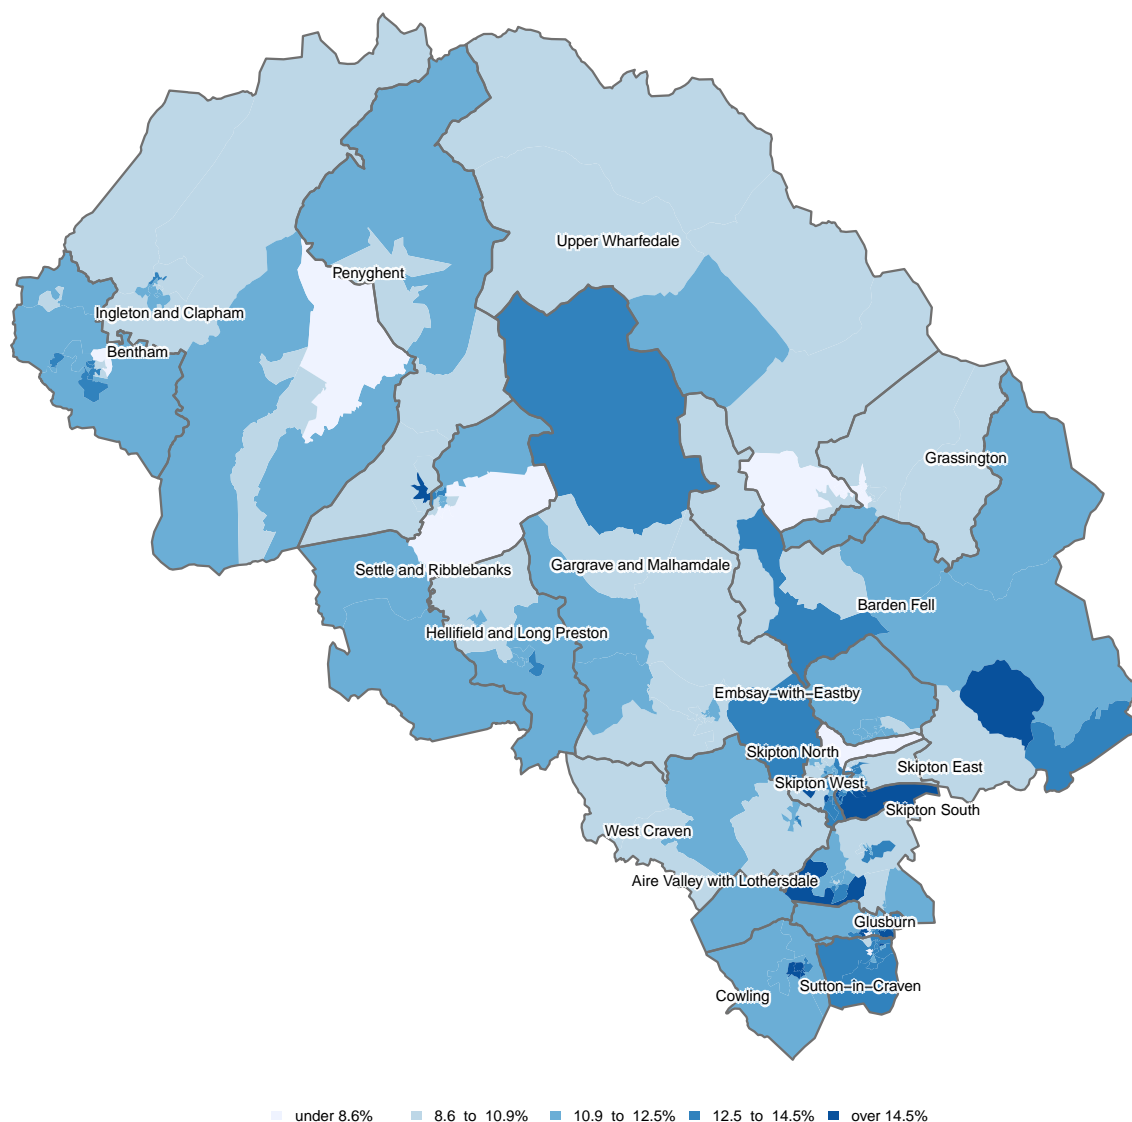 Upper Wharfedale
Penyghent
Ingleton and Clapham
Bentham
Grassington
Settle and Ribblebanks
Gargrave and Malhamdale
Barden Fell
Hellifield and Long Preston
Embsay−with−Eastby
Skipton North
Skipton East
Skipton West
Skipton South
West Craven
Aire Valley with Lothersdale
Glusburn
Sutton−in−Craven
Cowling
under 8.6% 8.6 to 10.9% 10.9 to 12.5% 12.5 to 14.5% over 14.5%